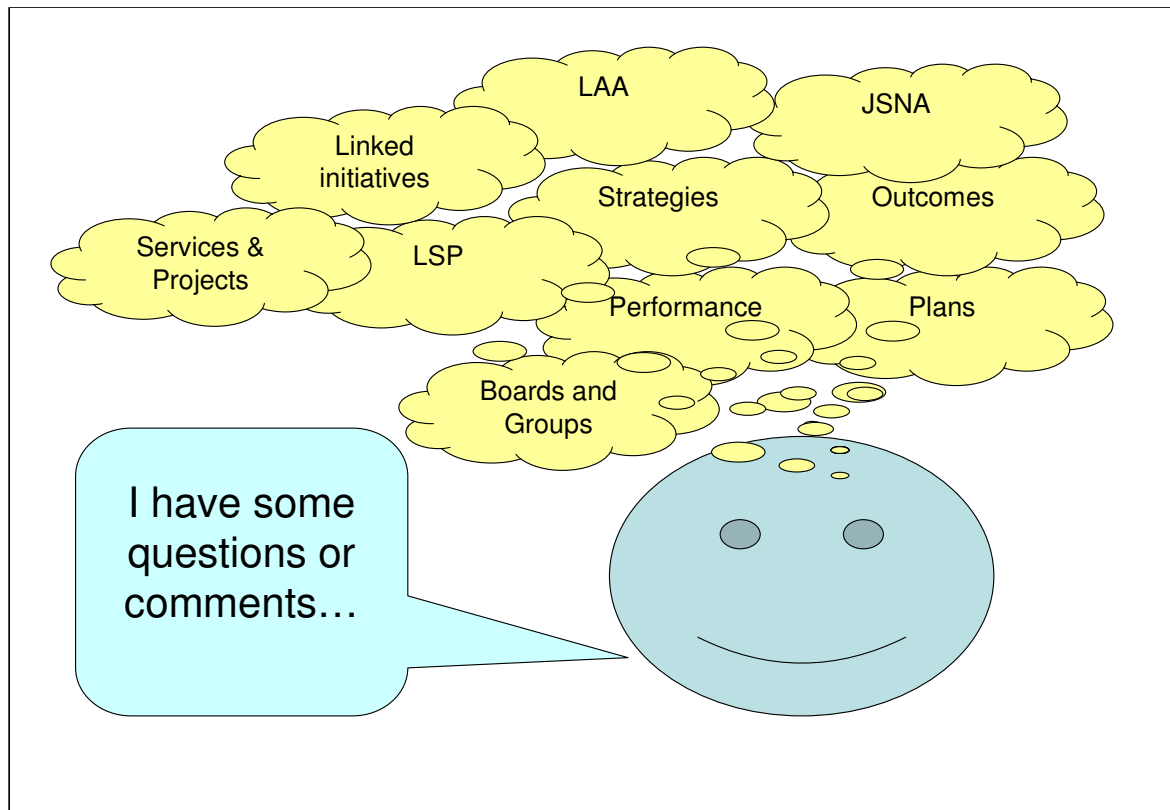 LAA
JSNA
Linked
initiatives
Strategies
Outcomes
Services &
Projects
LSP
Performance
Plans
Boards and
Groups
I have some
questions or
comments…